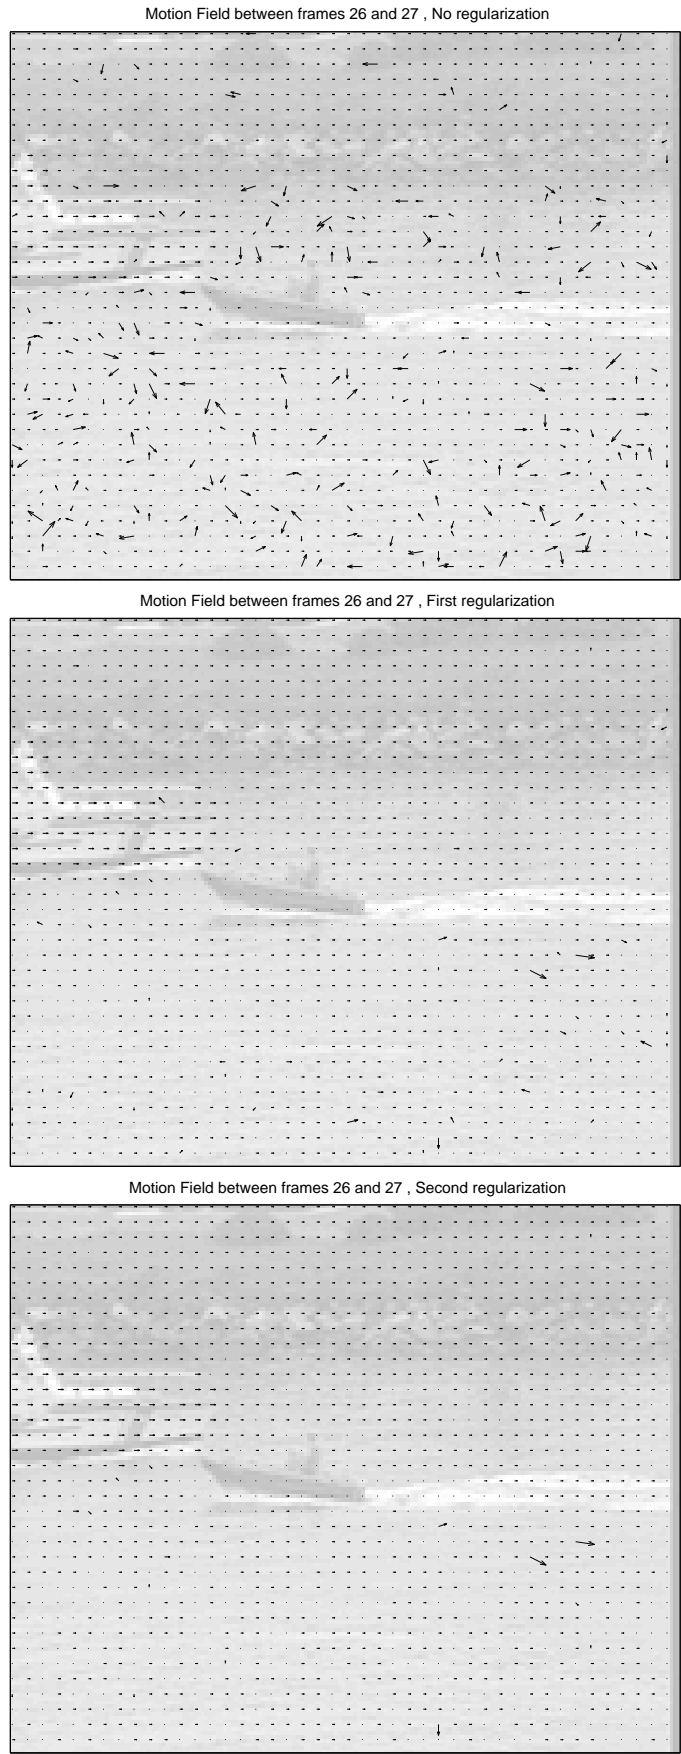 Motion Field between frames 26 and 27 , No regularization
Motion Field between frames 26 and 27 , First regularization
Motion Field between frames 26 and 27 , Second regularization